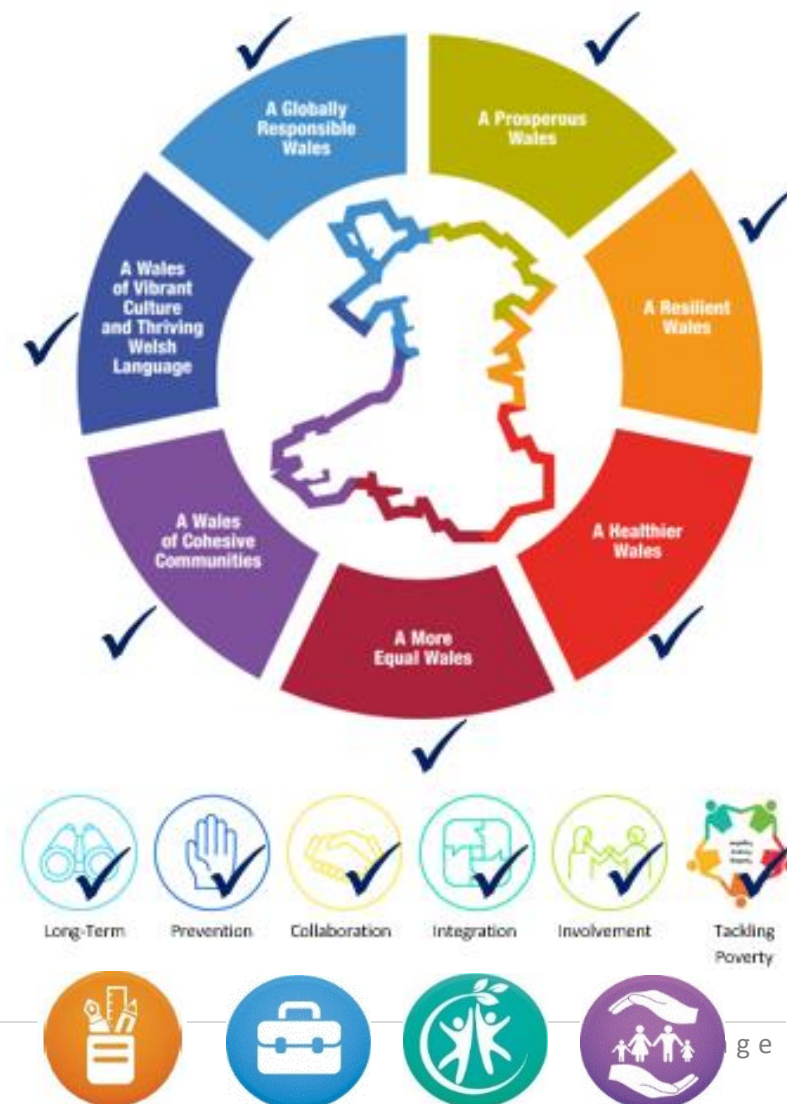 A Globally
Responsible
Wales
A Prosperous
Wales
A Wales
of Vibrant
Culture
and Thriving
Welsh
Language
A Resilient
Wales
A Wales
of Cohesive
Communities
A Healthier
Wales
A More
Equal Wales
Long-Term
Prevention
Collaboration
Integration
Involvement
Tackling
Poverty
g e